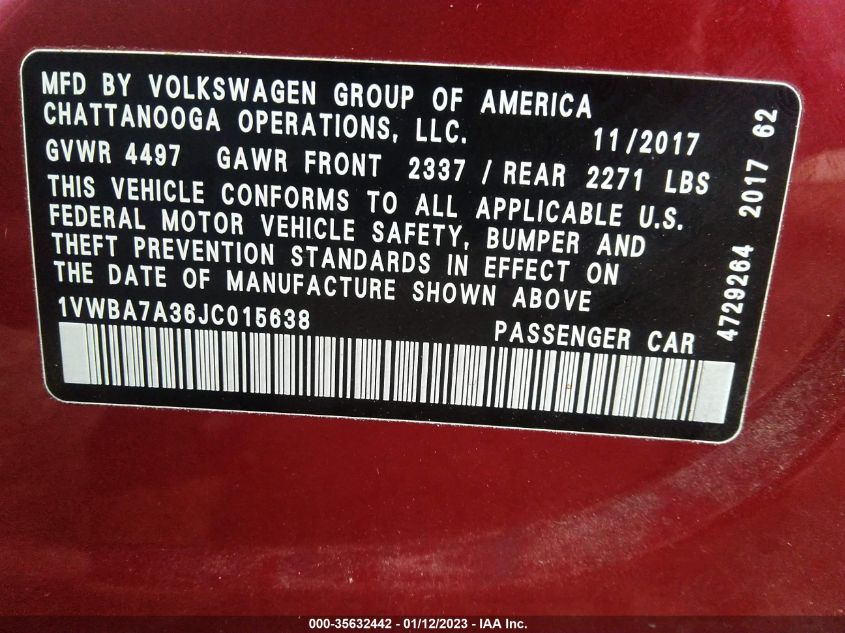 MFD BY VOLKSWAGEN GROUP OF AMERICA
CHATTANOOGA OPERATIONS, LLC. 11/2017
GVWR 4497 GAWR FRONT 2337 / REAR 2271 LBS
THIS VEHICLE CONFORMS TO ALL APPLICABLE U.S.
FEDERAL MOTOR VEHICLE SAFETY, BUMPER AND
THEFT PREVENTION STANDARDS IN EFFECT ON
THE DATE OF MANUFACTURE SHOWN ABOVE
1VWBA7A36JC015638 PASSENGER CAR
4729264 2017 62
000-35632442 - 01/12/2023 - IAA Inc.